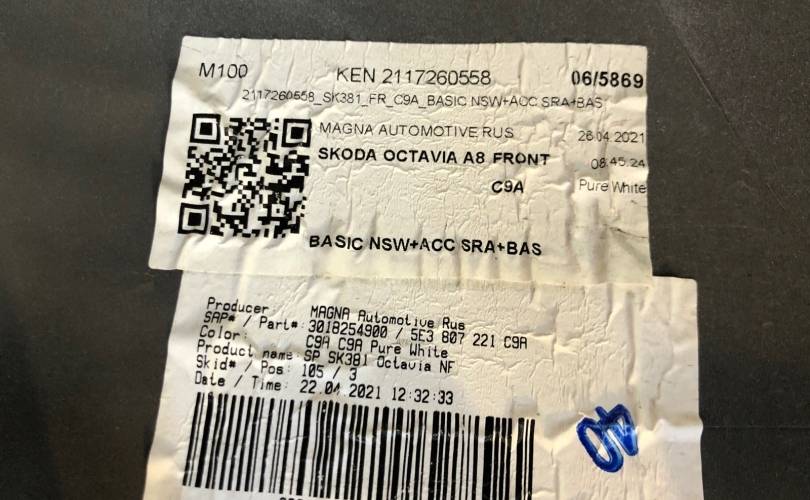 M100 KEN 2117260558 06/5869
2117260558_SK381_FR_C9A_BASIC NSW+ACC SRA+BAS
MAGNA AUTOMOTIVE RUS 26.04.2021
SKODA OCTAVIA A8 FRONT 08:45:24
C9A Pure White
BASIC NSW+ACC SRA+BAS
Producer MAGNA Automotive Rus
SAP# / Part#: 3018254900 / 5E3 807 221 C9A
Color: C9A C9A Pure White
Product name: SP SK381 Octavia NF
Skid# / Pos: 105 / 3
Date / Time: 22.04.2021 12:32:33